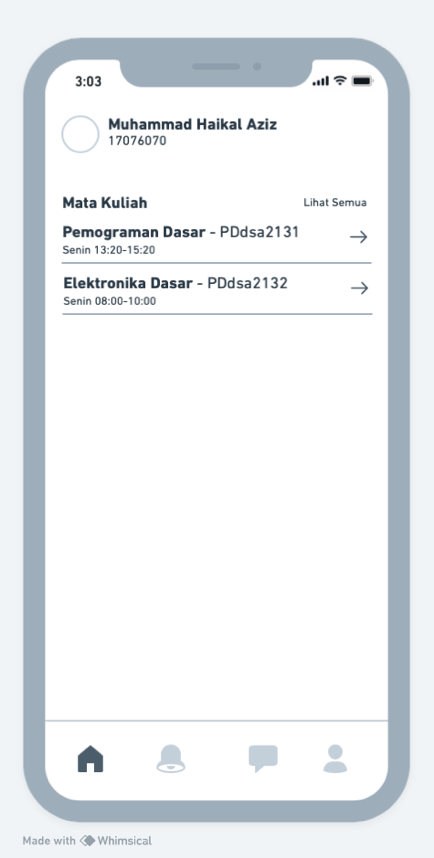 3:03
Muhammad Haikal Aziz
17076070
Mata Kuliah
Lihat Semua
Pemograman Dasar - PDdsa2131
Senin 13:20-15:20
Elektronika Dasar - PDdsa2132
Senin 08:00-10:00
Made with Whimsical